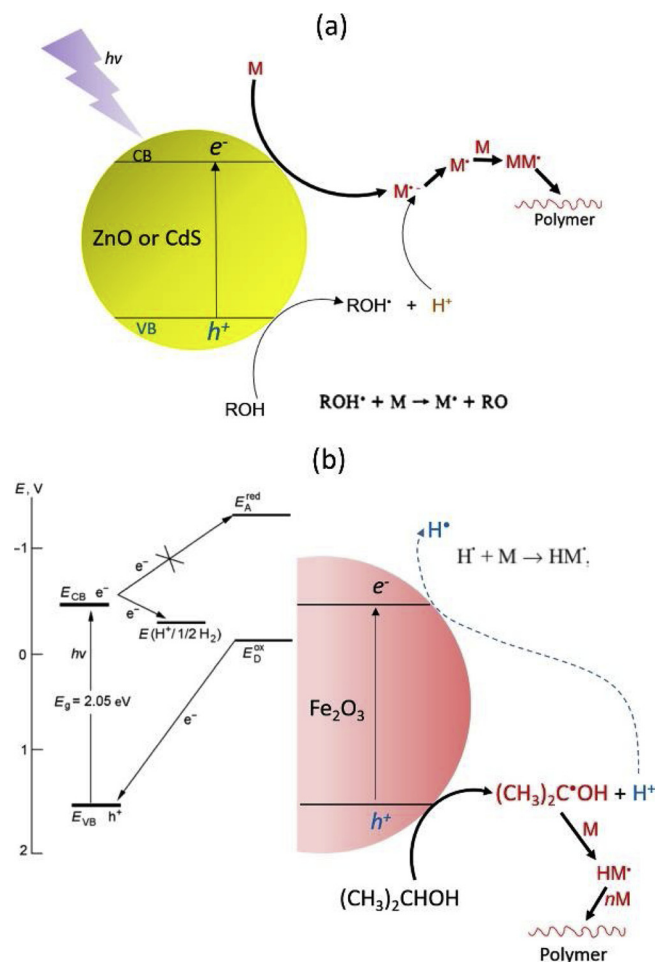 (a)
hν
M
CB
e⁻
M
M•⁻
M•
MM•
Polymer
ZnO or CdS
VB
h⁺
ROH• + H⁺
ROH
ROH• + M → M• + RO
(b)
E, V
E_A^red
H•
−1
e⁻
H• + M → HM•,
E_CB e⁻
e⁻
e⁻
E(H⁺/1/2 H₂)
0
hν
E_D^ox
E_g = 2.05 eV
e⁻
Fe₂O₃
1
E_VB h⁺
h⁺
(CH₃)₂C•OH + H⁺
2
M
HM•
(CH₃)₂CHOH
nM
Polymer